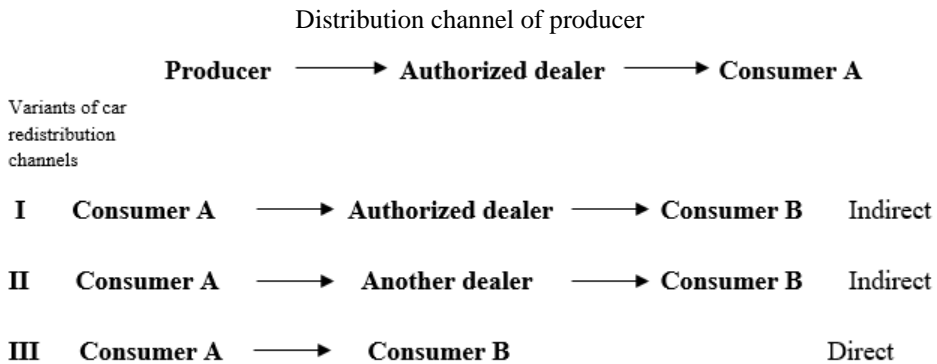 Distribution channel of producer
Producer Authorized dealer Consumer A
Variants of car
redistribution
channels
I Consumer A Authorized dealer Consumer B Indirect
II Consumer A Another dealer Consumer B Indirect
III Consumer A Consumer B Direct